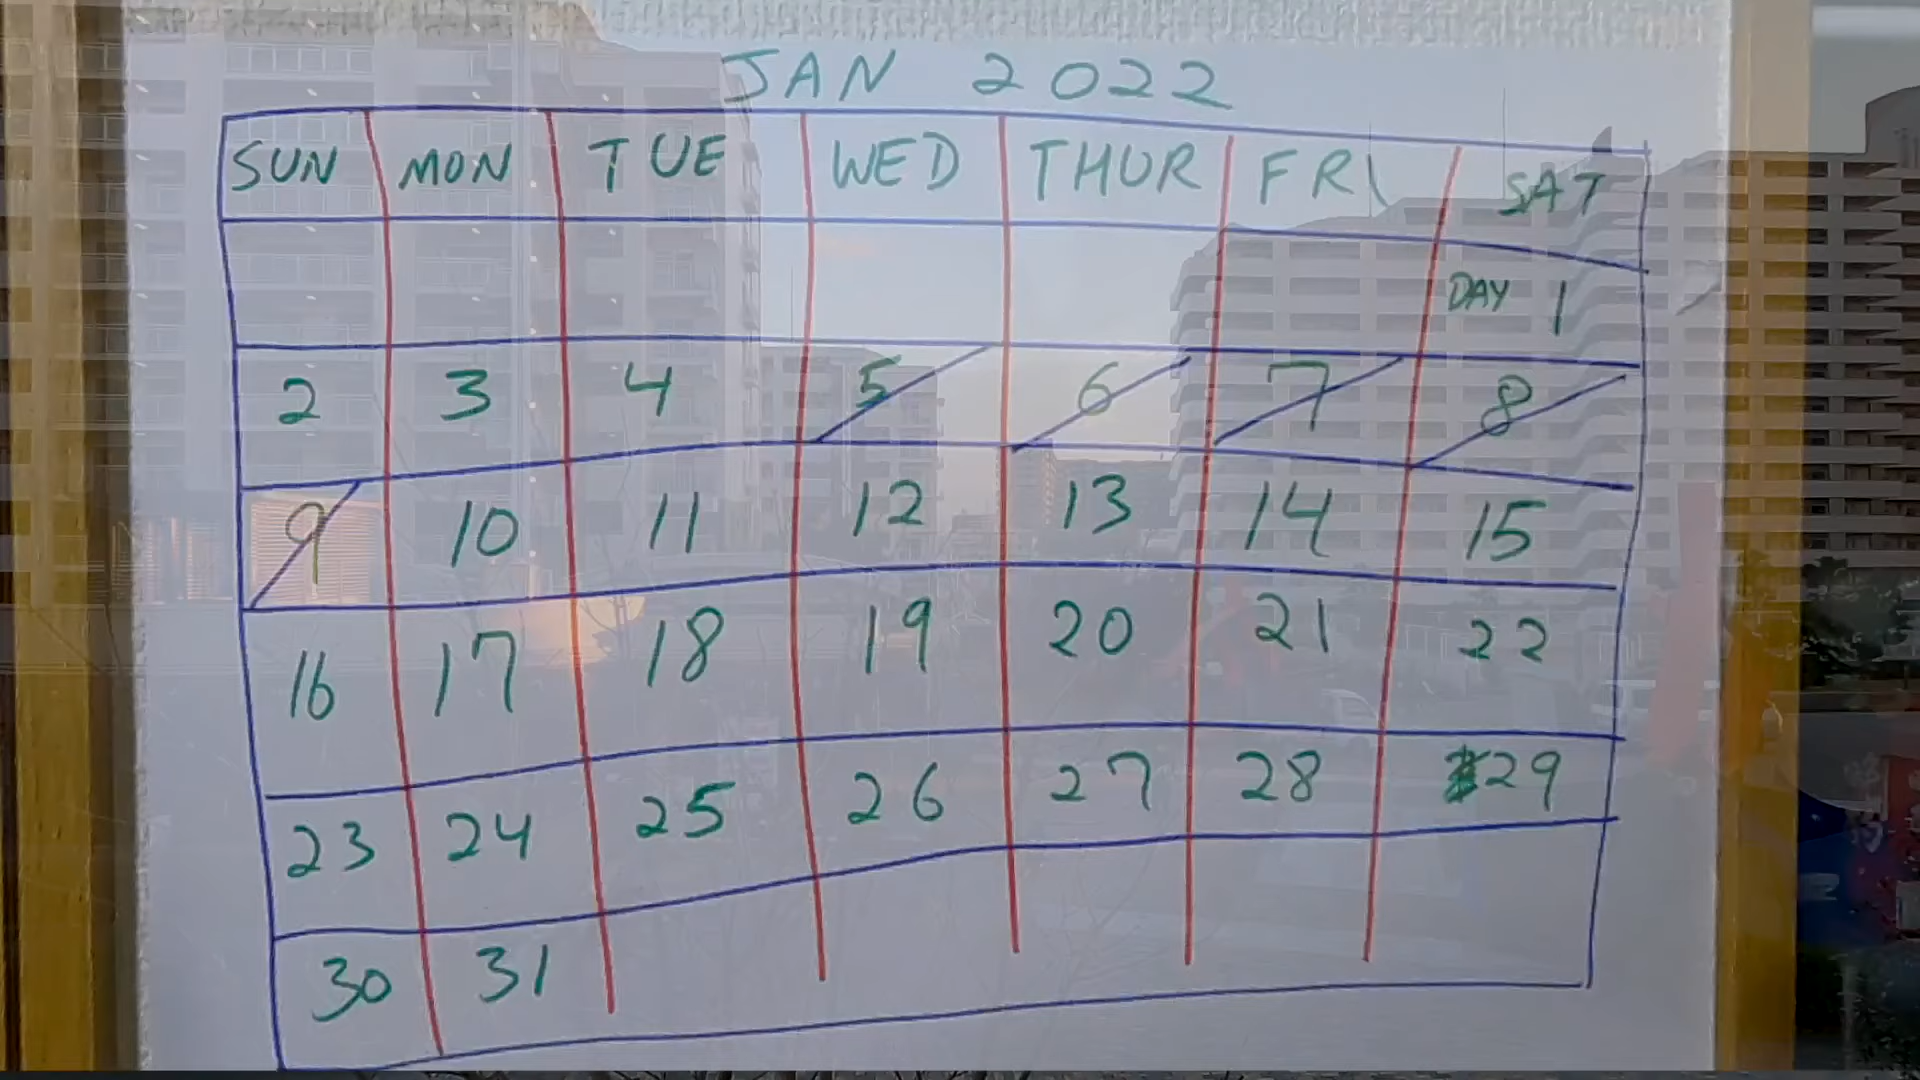 JAN 2022
SUN MON TUE WED THUR FRI SAT
DAY 1
2 3 4 5 6 7 8
9 10 11 12 13 14 15
16 17 18 19 20 21 22
23 24 25 26 27 28 29
30 31